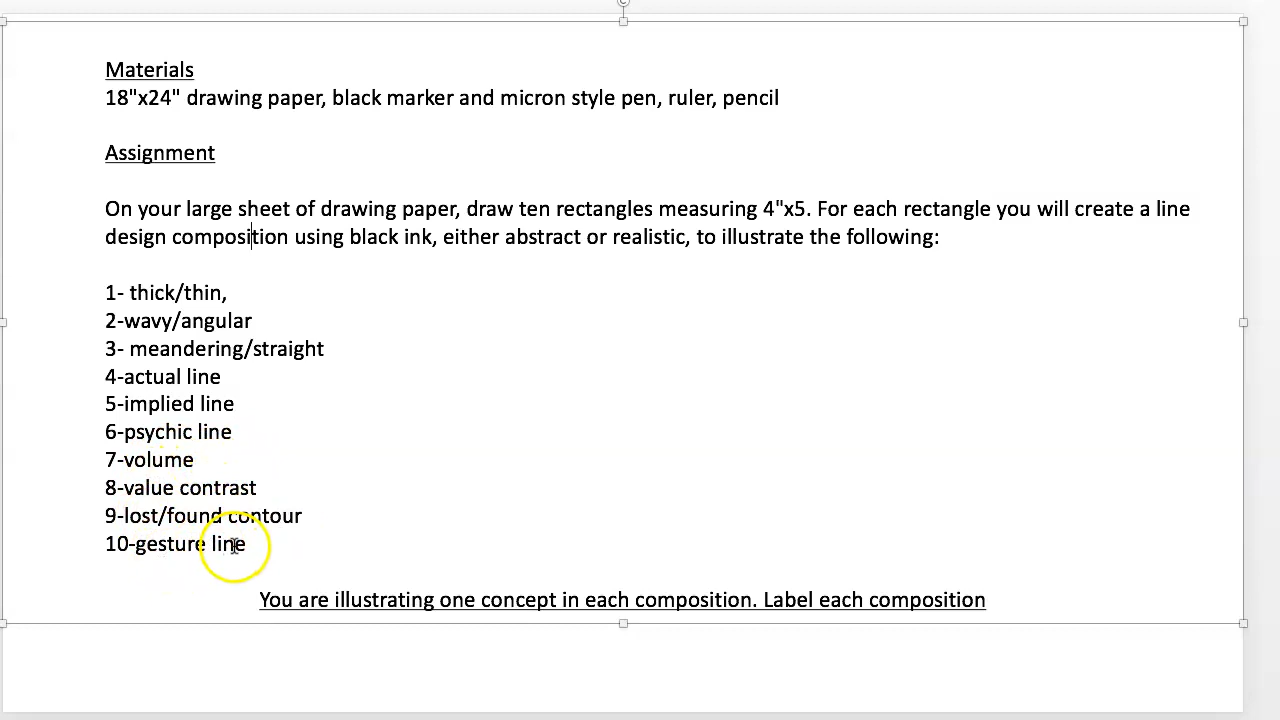 Materials
18"x24" drawing paper, black marker and micron style pen, ruler, pencil
Assignment
On your large sheet of drawing paper, draw ten rectangles measuring 4"x5. For each rectangle you will create a line
design composition using black ink, either abstract or realistic, to illustrate the following:
1- thick/thin,
2-wavy/angular
3- meandering/straight
4-actual line
5-implied line
6-psychic line
7-volume
8-value contrast
9-lost/found contour
10-gesture line
You are illustrating one concept in each composition. Label each composition